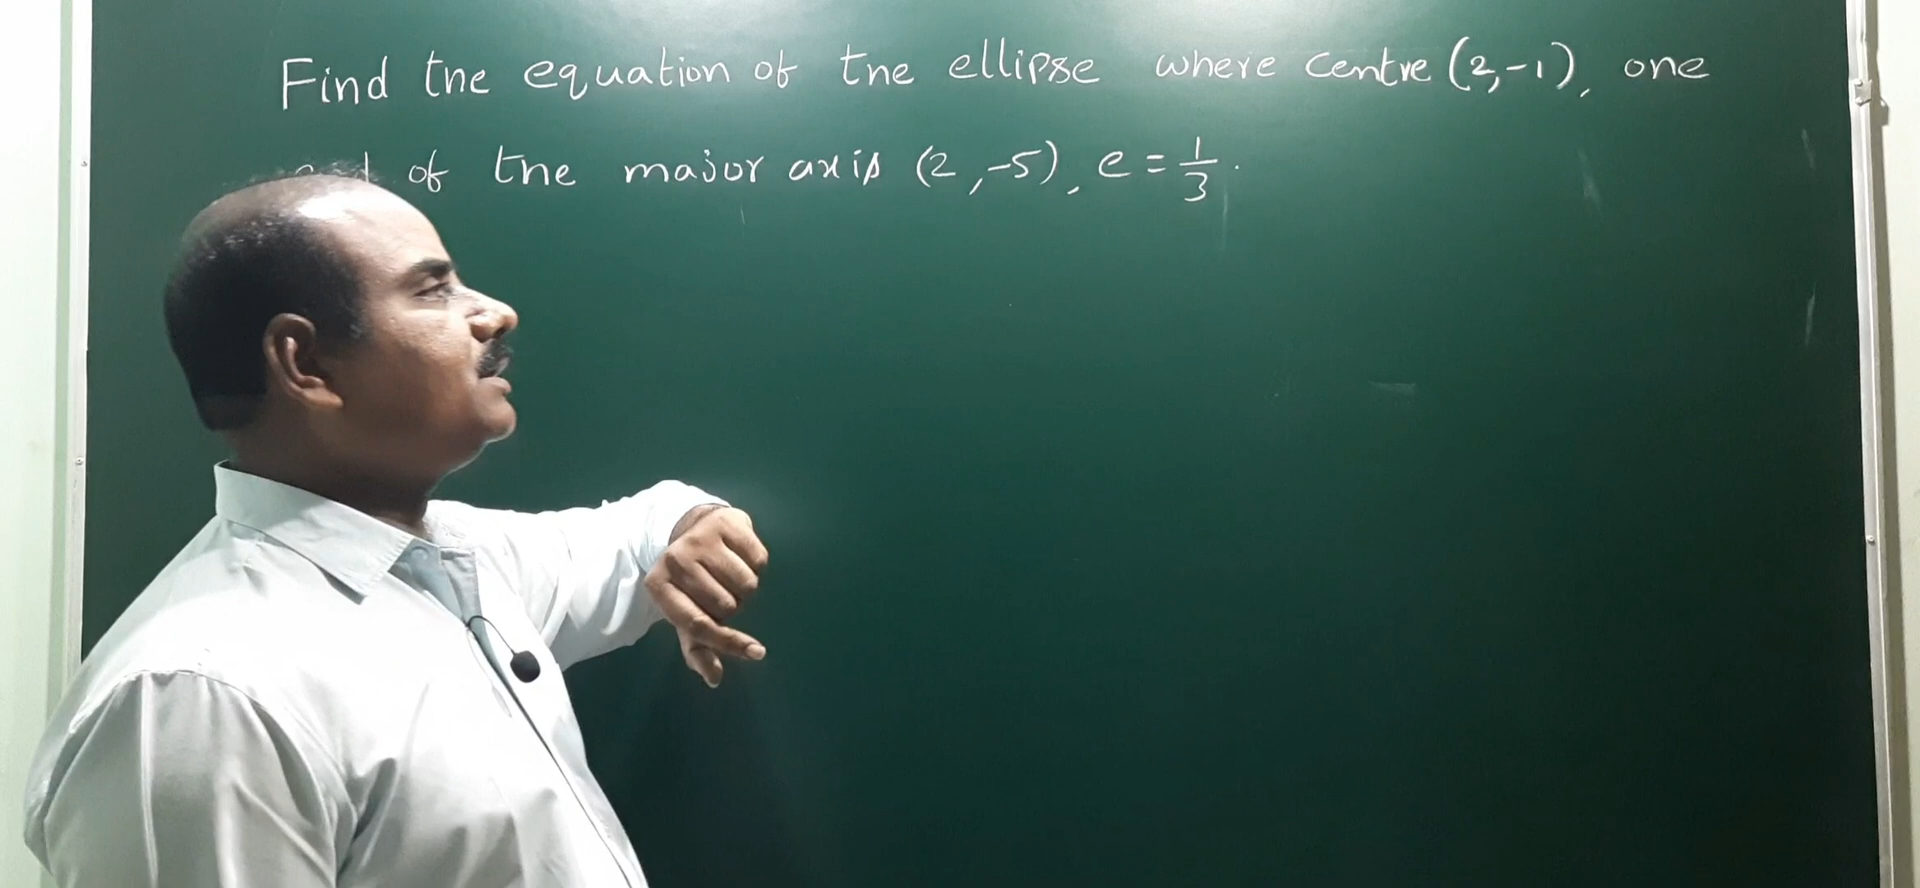 Find the equation of the ellipse where centre (2,-1), one
of the major axis (2,-5), e = 1/3.